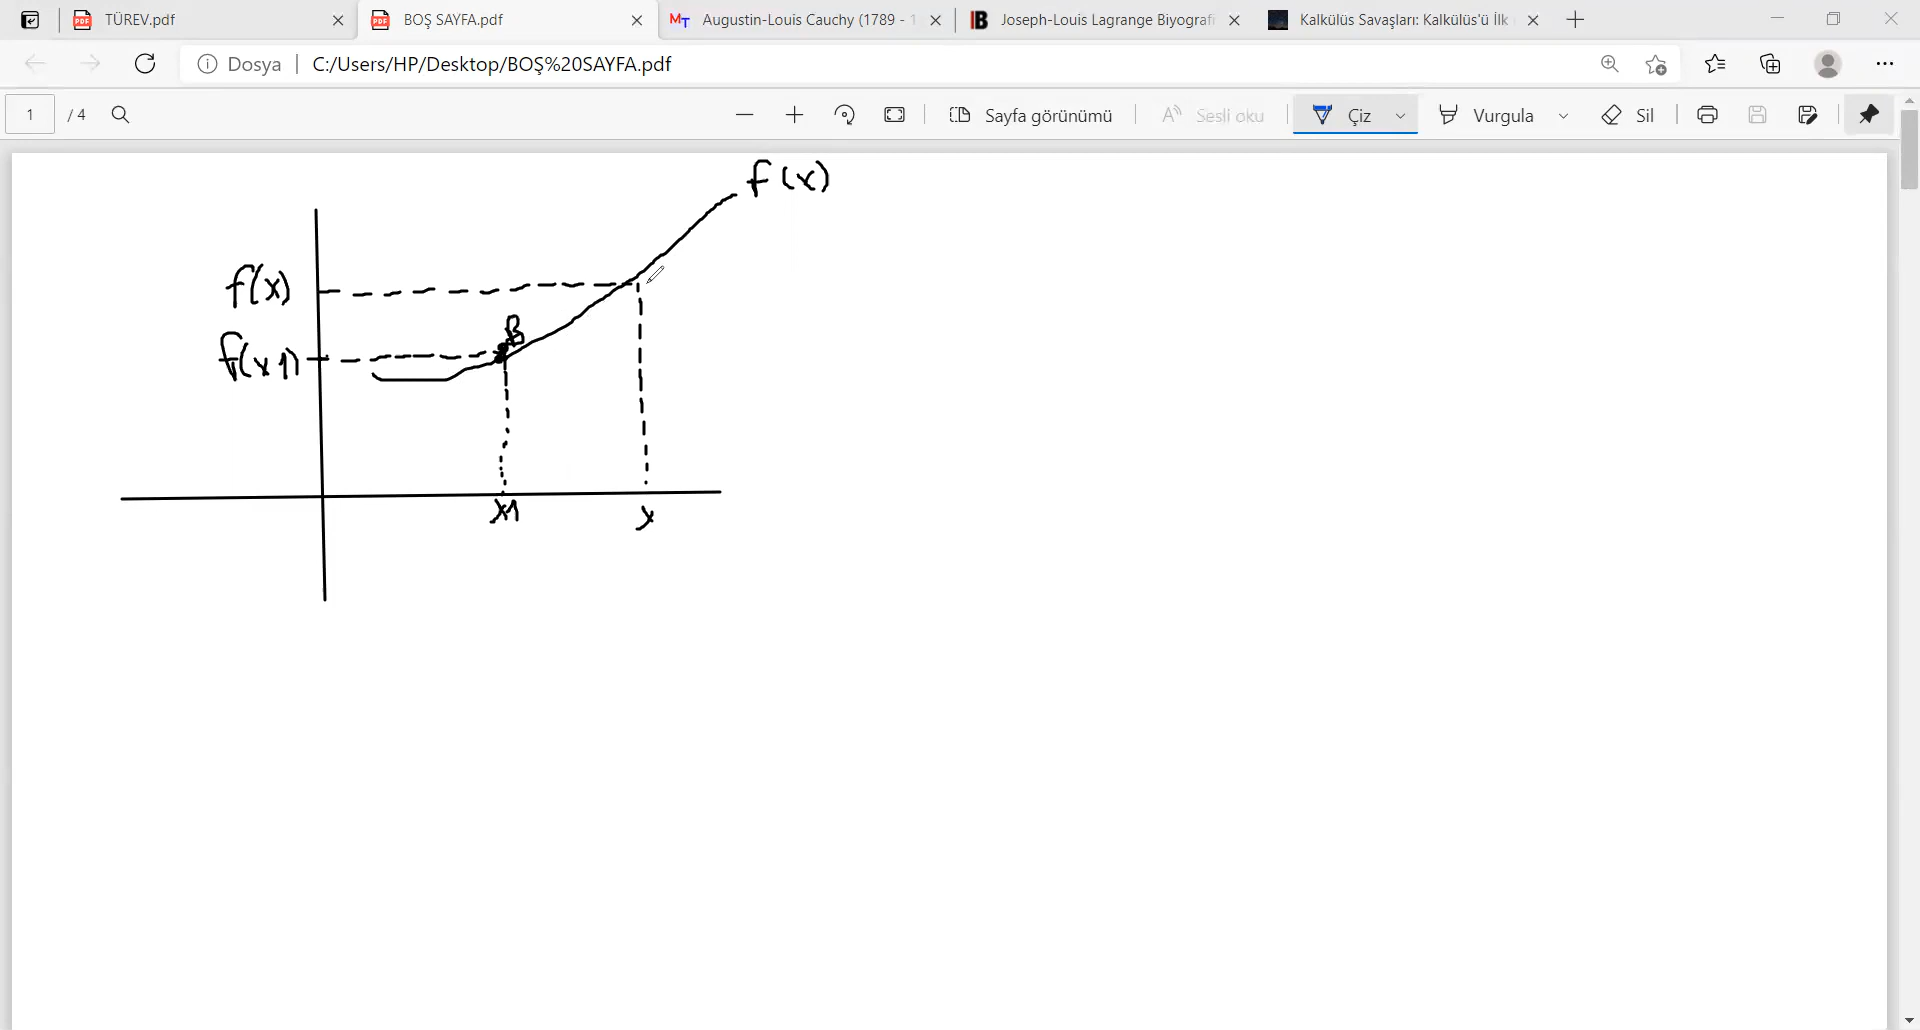 TÜREV.pdf
BOŞ SAYFA.pdf
Augustin-Louis Cauchy (1789 - 1
Joseph-Louis Lagrange Biyografi
Kalkülüs Savaşları: Kalkülüs'ü İlk
Dosya
C:/Users/HP/Desktop/BOŞ%20SAYFA.pdf
1 / 4
Sayfa görünümü
Sesli oku
Çiz
Vurgula
Sil
f(x)
f(x)
B
f(x1)
x1
x